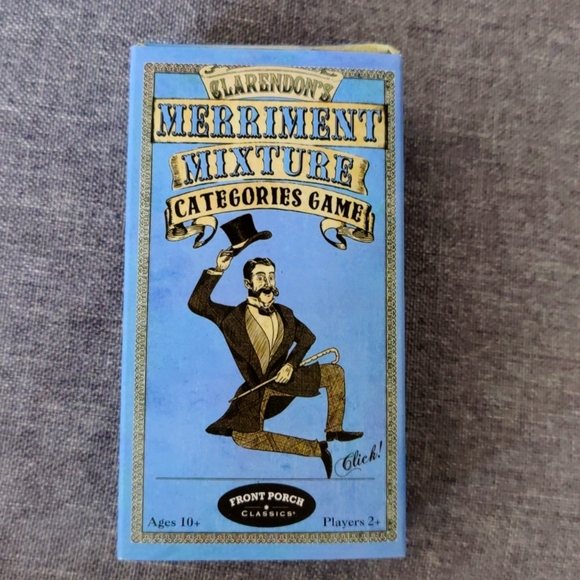 CLARENDON'S
MERRIMENT
MIXTURE
CATEGORIES GAME
Click!
FRONT PORCH
CLASSICS®
Ages 10+ Players 2+